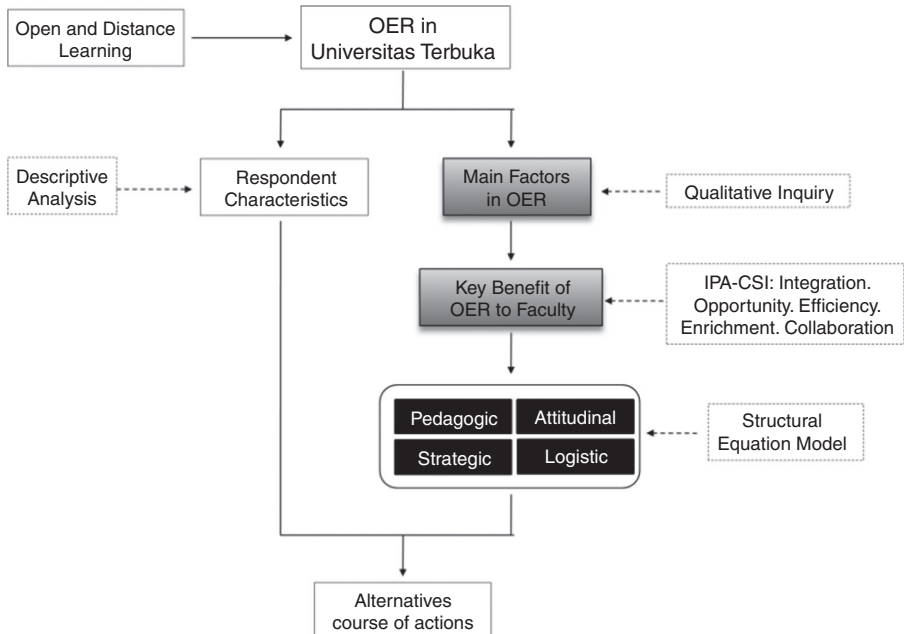 Open and Distance
Learning
OER in
Universitas Terbuka
Descriptive
Analysis
Respondent
Characteristics
Main Factors
in OER
Qualitative Inquiry
Key Benefit of
OER to Faculty
IPA-CSI: Integration.
Opportunity. Efficiency.
Enrichment. Collaboration
Pedagogic
Attitudinal
Strategic
Logistic
Structural
Equation Model
Alternatives
course of actions